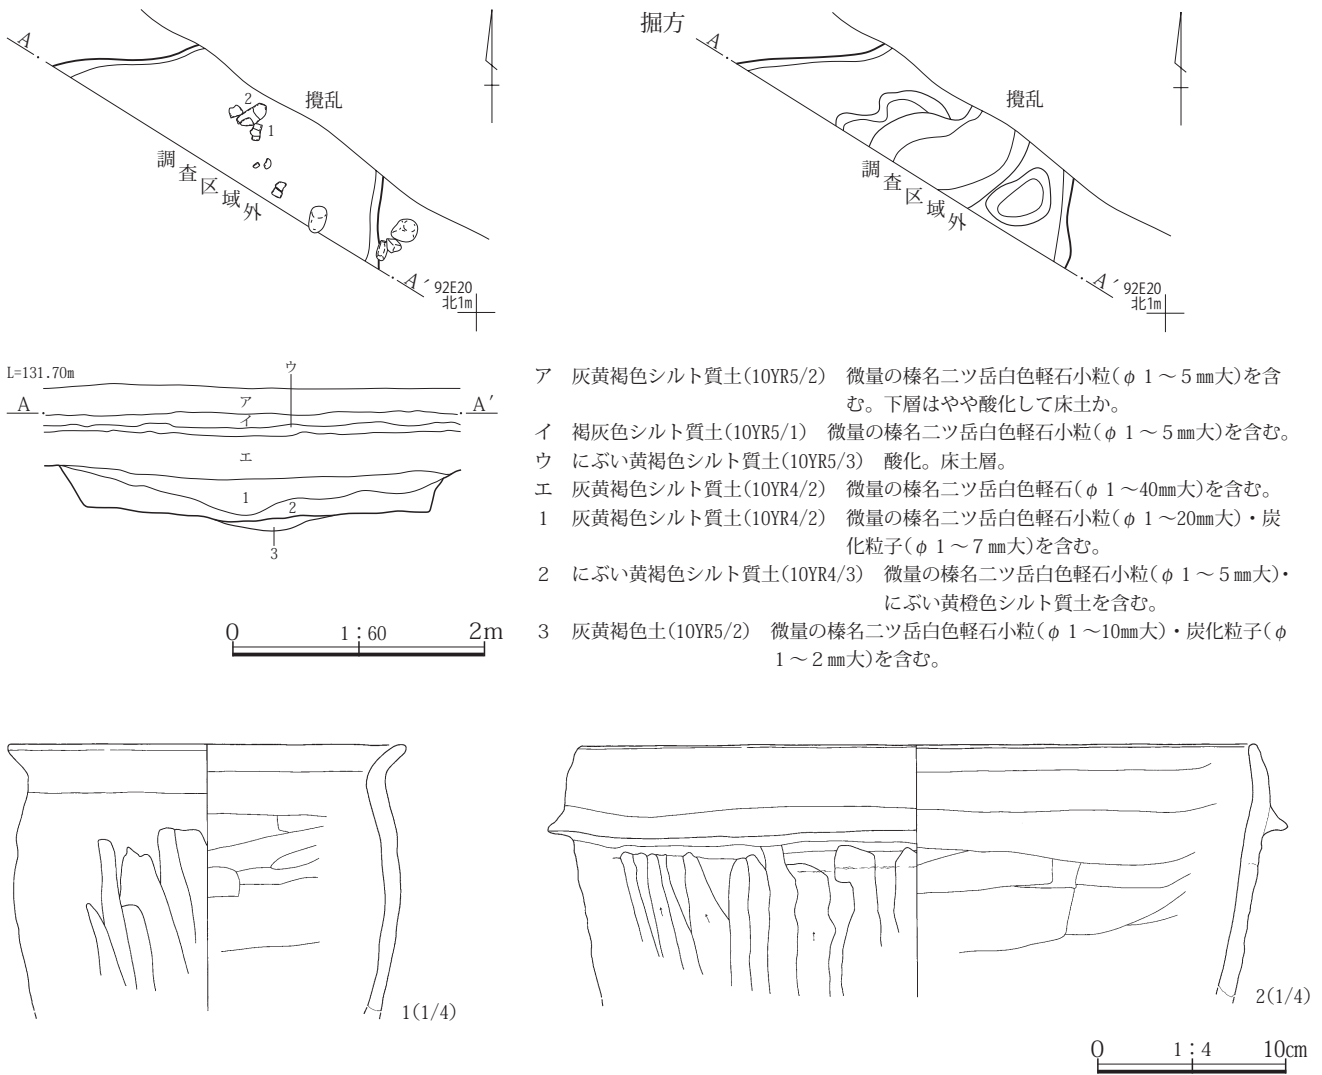 掘方
A
2
1
攪乱
調査区域外
A′
92E20
北1m
A
攪乱
調査区域外
A′
92E20
北1m
L=131.70m
A
A′
ウ
ア
イ
エ
1
2
3
0 1：60 2m
ア 灰黄褐色シルト質土(10YR5/2) 微量の榛名二ツ岳白色軽石小粒(φ１～５㎜大)を含
む。下層はやや酸化して床土か。
イ 褐灰色シルト質土(10YR5/1) 微量の榛名二ツ岳白色軽石小粒(φ１～５㎜大)を含む。
ウ にぶい黄褐色シルト質土(10YR5/3) 酸化。床土層。
エ 灰黄褐色シルト質土(10YR4/2) 微量の榛名二ツ岳白色軽石(φ１～40㎜大)を含む。
1 灰黄褐色シルト質土(10YR4/2) 微量の榛名二ツ岳白色軽石小粒(φ１～20㎜大)・炭
化粒子(φ１～７㎜大)を含む。
2 にぶい黄褐色シルト質土(10YR4/3) 微量の榛名二ツ岳白色軽石小粒(φ１～５㎜大)・
にぶい黄橙色シルト質土を含む。
3 灰黄褐色土(10YR5/2) 微量の榛名二ツ岳白色軽石小粒(φ１～10㎜大)・炭化粒子(φ
１～２㎜大)を含む。
1(1/4)
2(1/4)
0 1：4 10cm